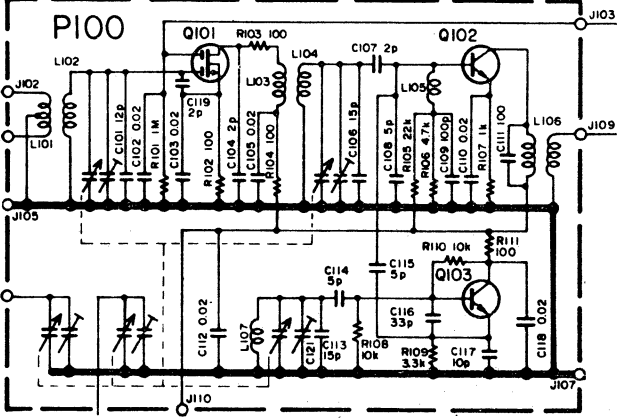 P100
Q101
R103 100
L104
C107 2p
Q102
J103
J102
L102
L103
L105
L106
J109
L101
C101 12p
C102 0.02
R101 1M
C119
2p
C103 0.02
R102 100
C104 2p
C105 0.02
R104 100
C106 15p
C108 5p
R105 22k
R106 4.7k
C109 100p
C110 0.02
R107 1k
C111 100
J105
R110 10k
R111
100
C115
5p
Q103
C114
5p
C112 0.02
L107
C121
C113
15p
R108
10k
C116
33p
R109
3.3k
C117
10p
C118 0.02
J110
J107